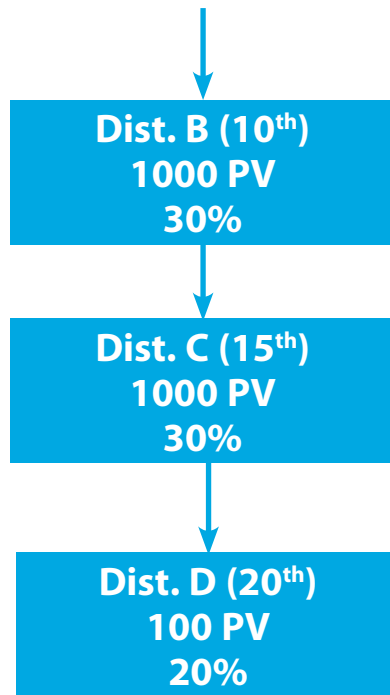 Dist. B (10th)
1000 PV
30%
Dist. C (15th)
1000 PV
30%
Dist. D (20th)
100 PV
20%